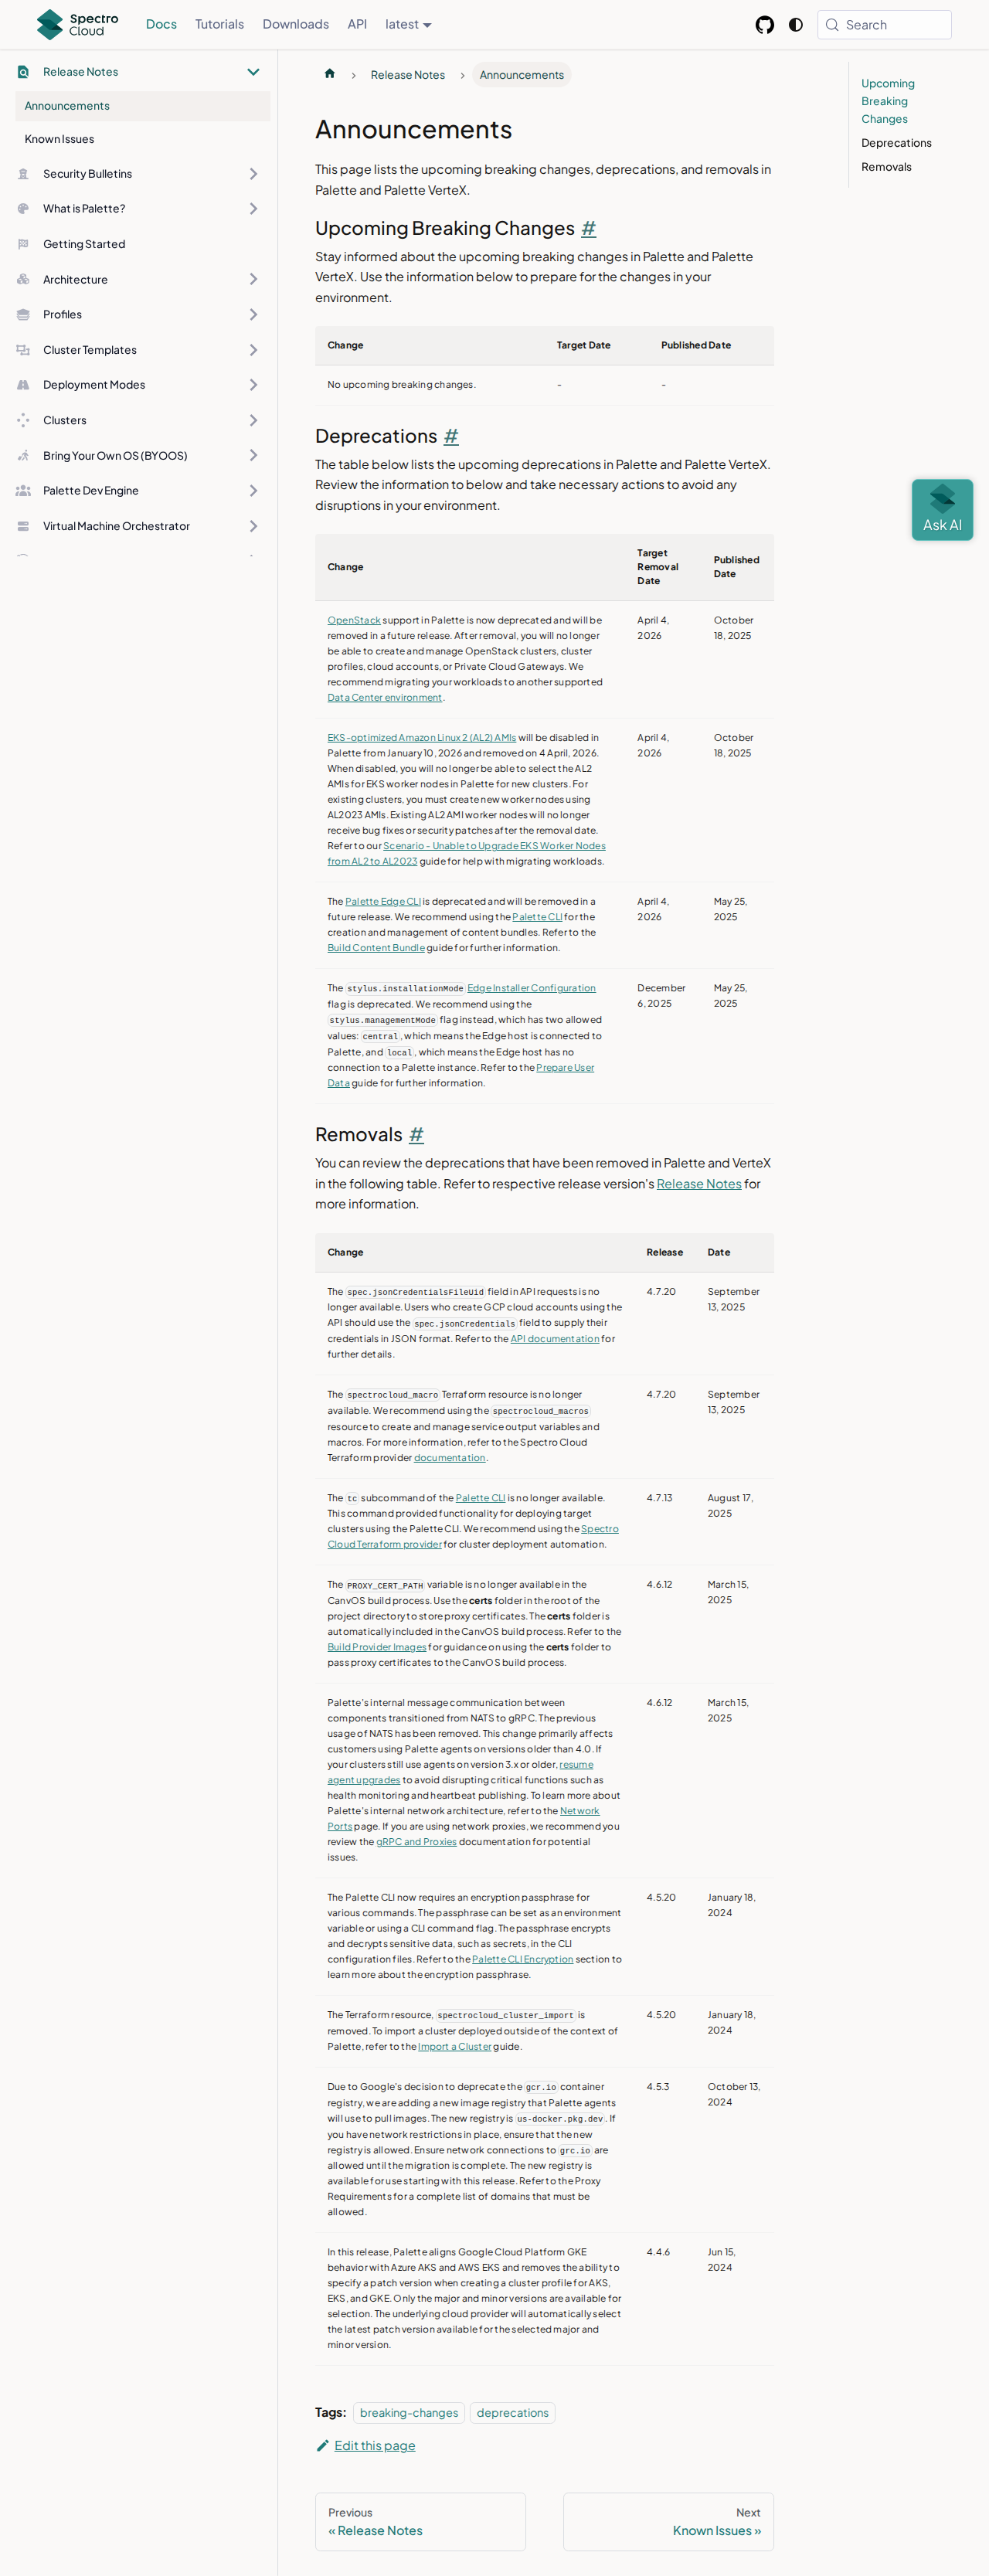 Spectro Cloud
Docs
Tutorials
Downloads
API
latest
Search
Release Notes
Announcements
Known Issues
Security Bulletins
What is Palette?
Getting Started
Architecture
Profiles
Cluster Templates
Deployment Modes
Clusters
Bring Your Own OS (BYOOS)
Palette Dev Engine
Virtual Machine Orchestrator
Release Notes
Announcements
Upcoming
Breaking
Changes
Deprecations
Removals
Ask AI
Announcements
This page lists the upcoming breaking changes, deprecations, and removals in
Palette and Palette VerteX.
Upcoming Breaking Changes #
Stay informed about the upcoming breaking changes in Palette and Palette
VerteX. Use the information below to prepare for the changes in your
environment.
Change Target Date Published Date
No upcoming breaking changes. - -
Deprecations #
The table below lists the upcoming deprecations in Palette and Palette VerteX.
Review the information to below and take necessary actions to avoid any
disruptions in your environment.
Change
Target
Removal
Date
Published
Date
OpenStack support in Palette is now deprecated and will be
removed in a future release. After removal, you will no longer
be able to create and manage OpenStack clusters, cluster
profiles, cloud accounts, or Private Cloud Gateways. We
recommend migrating your workloads to another supported
Data Center environment.
April 4,
2026
October
18, 2025
EKS-optimized Amazon Linux 2 (AL2) AMIs will be disabled in
Palette from January 10, 2026 and removed on 4 April, 2026.
When disabled, you will no longer be able to select the AL2
AMIs for EKS worker nodes in Palette for new clusters. For
existing clusters, you must create new worker nodes using
AL2023 AMIs. Existing AL2 AMI worker nodes will no longer
receive bug fixes or security patches after the removal date.
Refer to our Scenario - Unable to Upgrade EKS Worker Nodes
from AL2 to AL2023 guide for help with migrating workloads.
April 4,
2026
October
18, 2025
The Palette Edge CLI is deprecated and will be removed in a
future release. We recommend using the Palette CLI for the
creation and management of content bundles. Refer to the
Build Content Bundle guide for further information.
April 4,
2026
May 25,
2025
The stylus.installationMode Edge Installer Configuration
flag is deprecated. We recommend using the
stylus.managementMode flag instead, which has two allowed
values: central, which means the Edge host is connected to
Palette, and local, which means the Edge host has no
connection to a Palette instance. Refer to the Prepare User
Data guide for further information.
December
6, 2025
May 25,
2025
Removals #
You can review the deprecations that have been removed in Palette and VerteX
in the following table. Refer to respective release version's Release Notes for
more information.
Change Release Date
The spec.jsonCredentialsFileUid field in API requests is no
longer available. Users who create GCP cloud accounts using the
API should use the spec.jsonCredentials field to supply their
credentials in JSON format. Refer to the API documentation for
further details.
4.7.20
September
13, 2025
The spectrocloud_macro Terraform resource is no longer
available. We recommend using the spectrocloud_macros
resource to create and manage service output variables and
macros. For more information, refer to the Spectro Cloud
Terraform provider documentation.
4.7.20
September
13, 2025
The tc subcommand of the Palette CLI is no longer available.
This command provided functionality for deploying target
clusters using the Palette CLI. We recommend using the Spectro
Cloud Terraform provider for cluster deployment automation.
4.7.13
August 17,
2025
The PROXY_CERT_PATH variable is no longer available in the
CanvOS build process. Use the certs folder in the root of the
project directory to store proxy certificates. The certs folder is
automatically included in the CanvOS build process. Refer to the
Build Provider Images for guidance on using the certs folder to
pass proxy certificates to the CanvOS build process.
4.6.12
March 15,
2025
Palette's internal message communication between
components transitioned from NATS to gRPC. The previous
usage of NATS has been removed. This change primarily affects
customers using Palette agents on versions older than 4.0. If
your clusters still use agents on version 3.x or older, resume
agent upgrades to avoid disrupting critical functions such as
health monitoring and heartbeat publishing. To learn more about
Palette's internal network architecture, refer to the Network
Ports page. If you are using network proxies, we recommend you
review the gRPC and Proxies documentation for potential
issues.
4.6.12
March 15,
2025
The Palette CLI now requires an encryption passphrase for
various commands. The passphrase can be set as an environment
variable or using a CLI command flag. The passphrase encrypts
and decrypts sensitive data, such as secrets, in the CLI
configuration files. Refer to the Palette CLI Encryption section to
learn more about the encryption passphrase.
4.5.20
January 18,
2024
The Terraform resource, spectrocloud_cluster_import is
removed. To import a cluster deployed outside of the context of
Palette, refer to the Import a Cluster guide.
4.5.20
January 18,
2024
Due to Google's decision to deprecate the gcr.io container
registry, we are adding a new image registry that Palette agents
will use to pull images. The new registry is us-docker.pkg.dev. If
you have network restrictions in place, ensure that the new
registry is allowed. Ensure network connections to grc.io are
allowed until the migration is complete. The new registry is
available for use starting with this release. Refer to the Proxy
Requirements for a complete list of domains that must be
allowed.
4.5.3
October 13,
2024
In this release, Palette aligns Google Cloud Platform GKE
behavior with Azure AKS and AWS EKS and removes the ability to
specify a patch version when creating a cluster profile for AKS,
EKS, and GKE. Only the major and minor versions are available for
selection. The underlying cloud provider will automatically select
the latest patch version available for the selected major and
minor version.
4.4.6
Jun 15,
2024
Tags: breaking-changes deprecations
Edit this page
Previous
« Release Notes
Next
Known Issues »